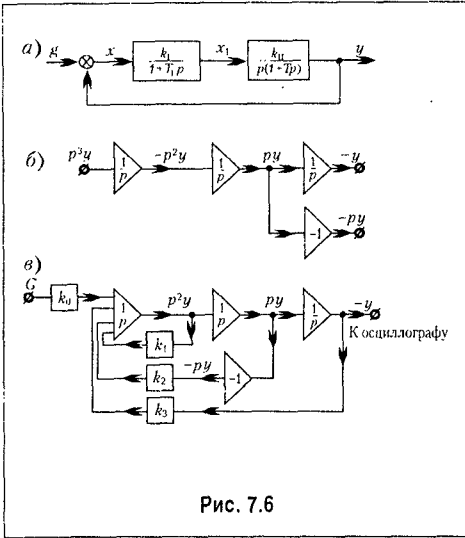 а) g x k₁ / 1 + T₁p x₁ k₁₁ / p(1 + Tp) y
б) p³y 1/p -p²y 1/p py 1/p -y
-1 -py
в) G k₀ 1/p p²y 1/p py 1/p -y
К осциллографу
k₁
k₂ -py -1
k₃
Рис. 7.6